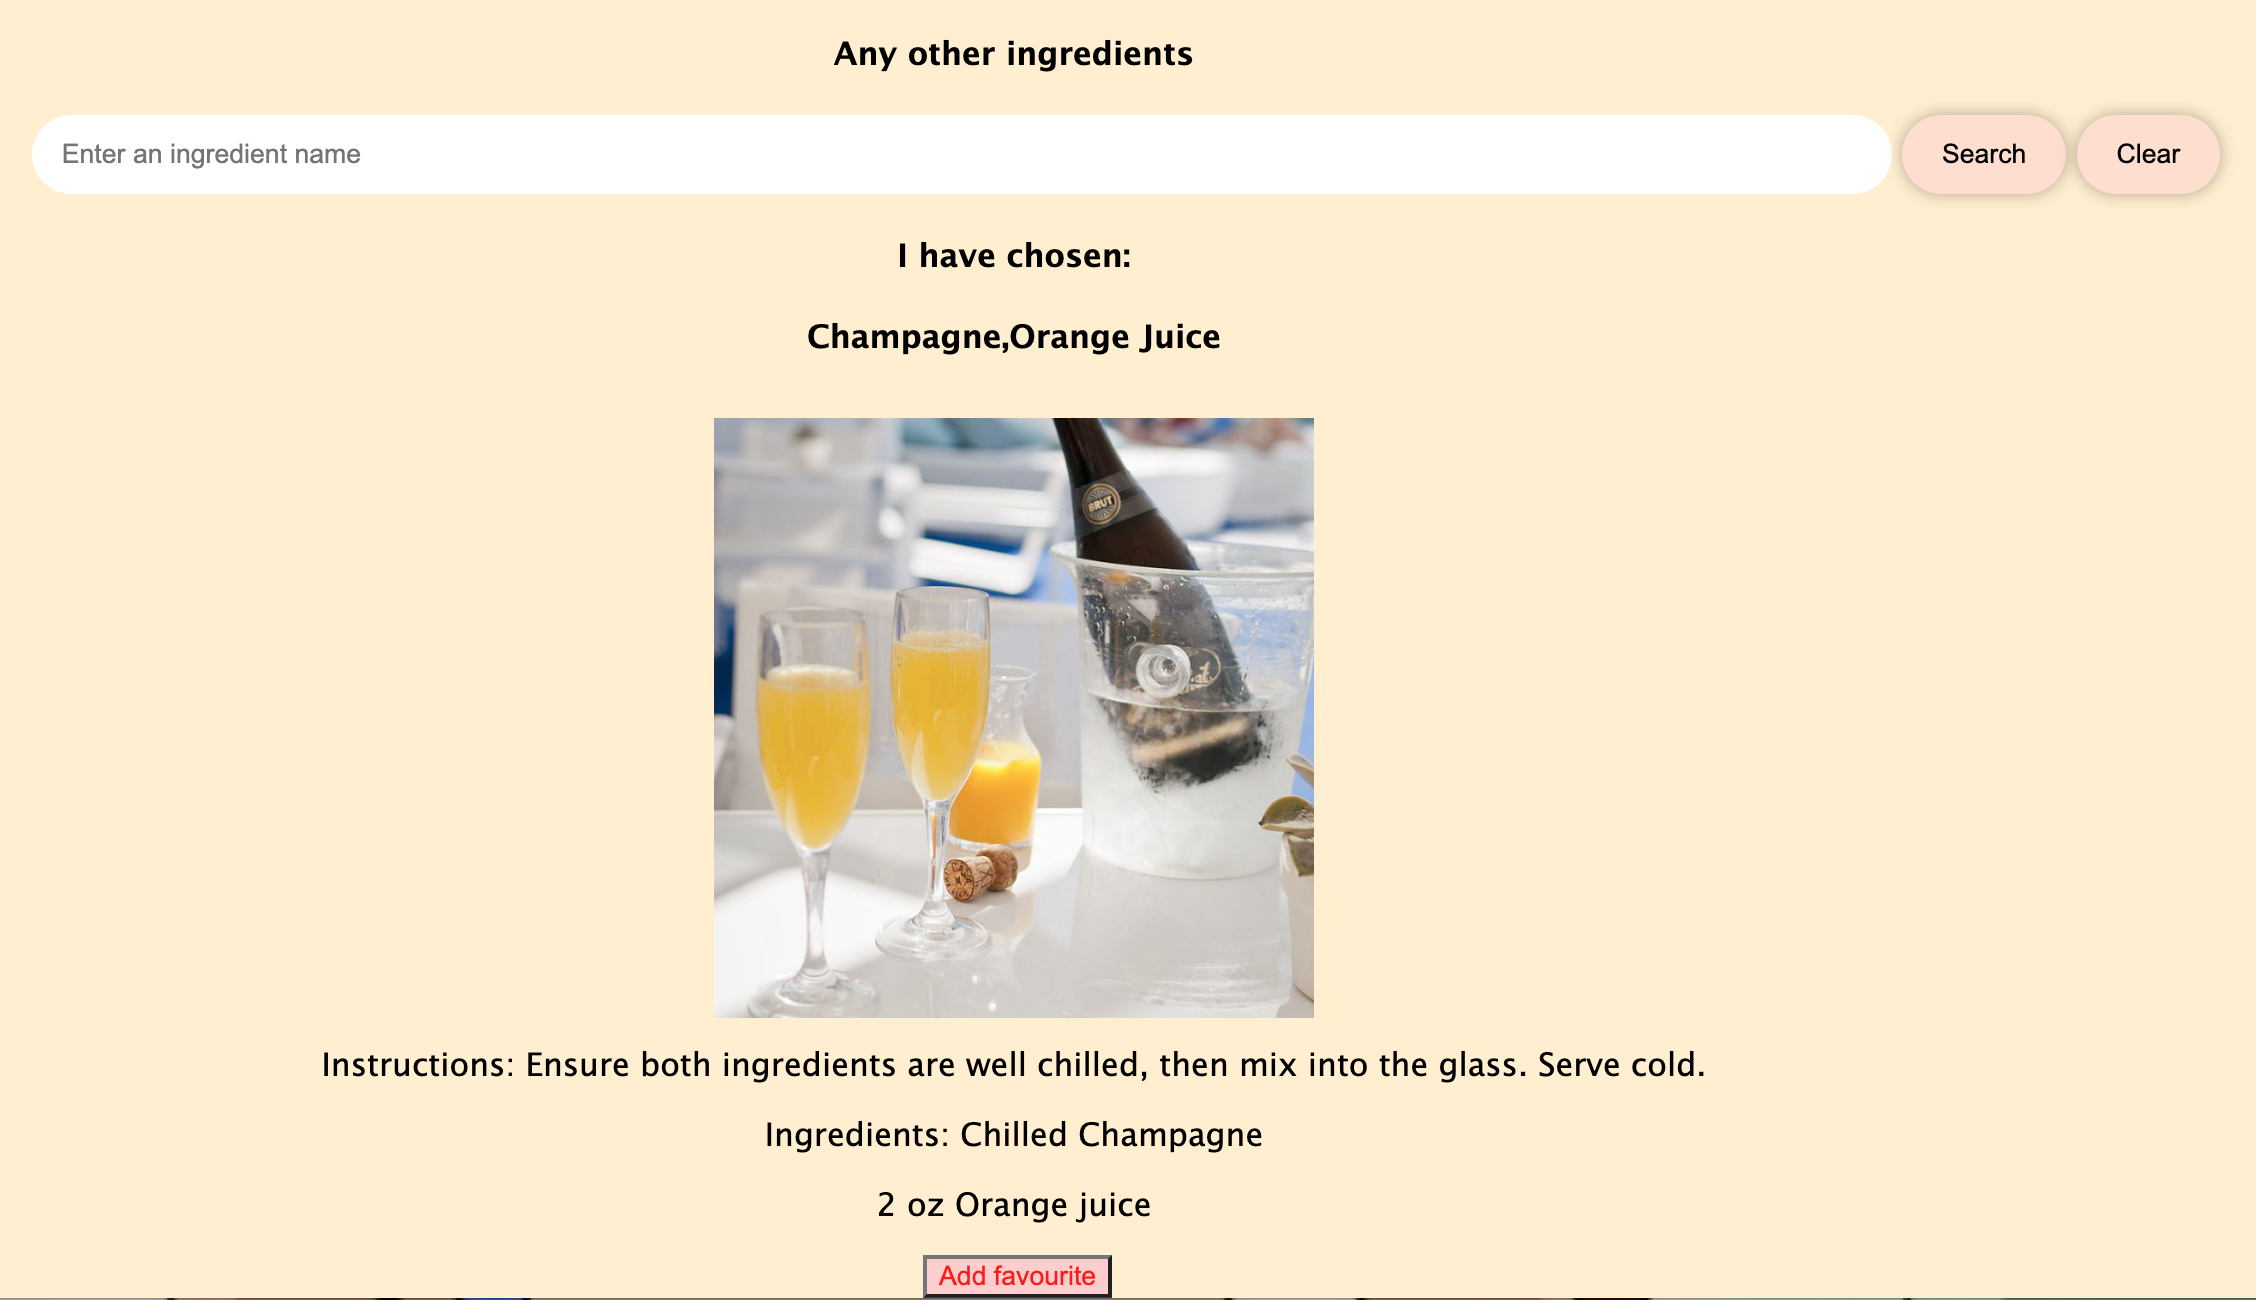 Any other ingredients
Enter an ingredient name
Search
Clear
I have chosen:
Champagne,Orange Juice
BRUT
Instructions: Ensure both ingredients are well chilled, then mix into the glass. Serve cold.
Ingredients: Chilled Champagne
2 oz Orange juice
Add favourite